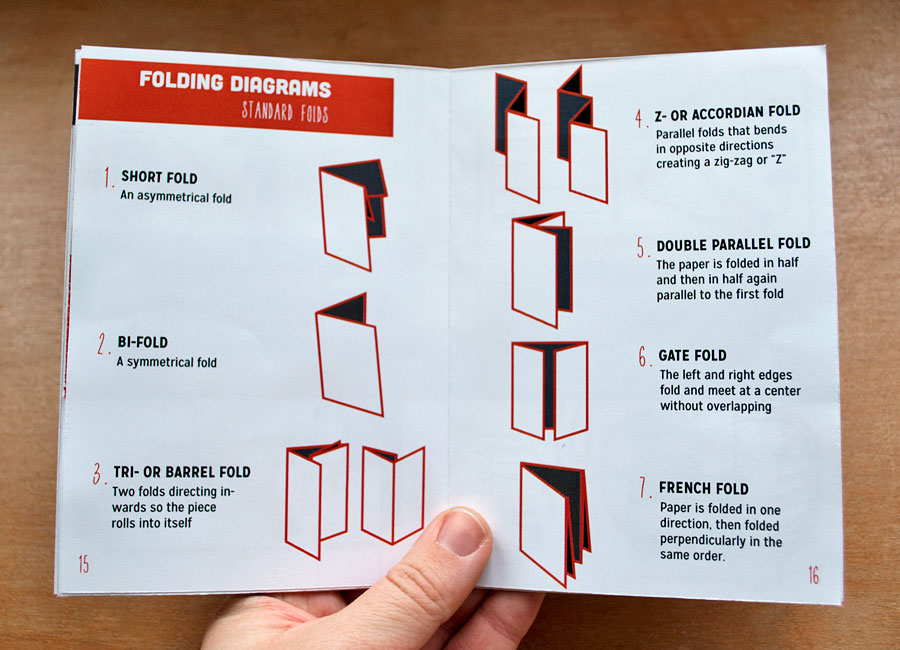 FOLDING DIAGRAMS
STANDARD FOLDS
1. SHORT FOLD
An asymmetrical fold
2. BI-FOLD
A symmetrical fold
3. TRI- OR BARREL FOLD
Two folds directing in-
wards so the piece
rolls into itself
15
4. Z- OR ACCORDIAN FOLD
Parallel folds that bends
in opposite directions
creating a zig-zag or "Z"
5. DOUBLE PARALLEL FOLD
The paper is folded in half
and then in half again
parallel to the first fold
6. GATE FOLD
The left and right edges
fold and meet at a center
without overlapping
7. FRENCH FOLD
Paper is folded in one
direction, then folded
perpendicularly in the
same order.
16